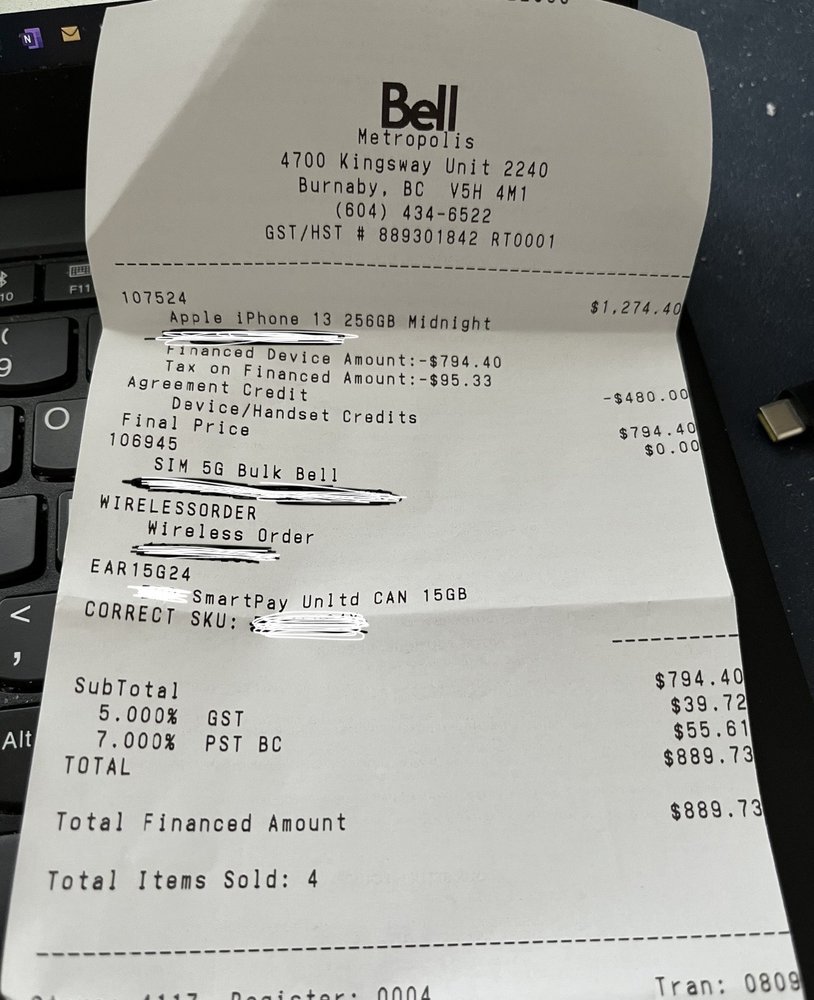 Bell
Metropolis
4700 Kingsway Unit 2240
Burnaby, BC V5H 4M1
(604) 434-6522
GST/HST # 889301842 RT0001
107524 $1,274.40
Apple iPhone 13 256GB Midnight
Financed Device Amount:-$794.40
Tax on Financed Amount:-$95.33
Agreement Credit -$480.00
Device/Handset Credits
Final Price $794.40
106945 $0.00
SIM 5G Bulk Bell
WIRELESSORDER
Wireless Order
EAR15G24
SmartPay Unltd CAN 15GB
CORRECT SKU:
SubTotal $794.40
5.000% GST $39.72
7.000% PST BC $55.61
TOTAL $889.73
Total Financed Amount $889.73
Total Items Sold: 4
Register: 0004 Tran: 0809
F11
10
(
9
O
<
,
Alt
N